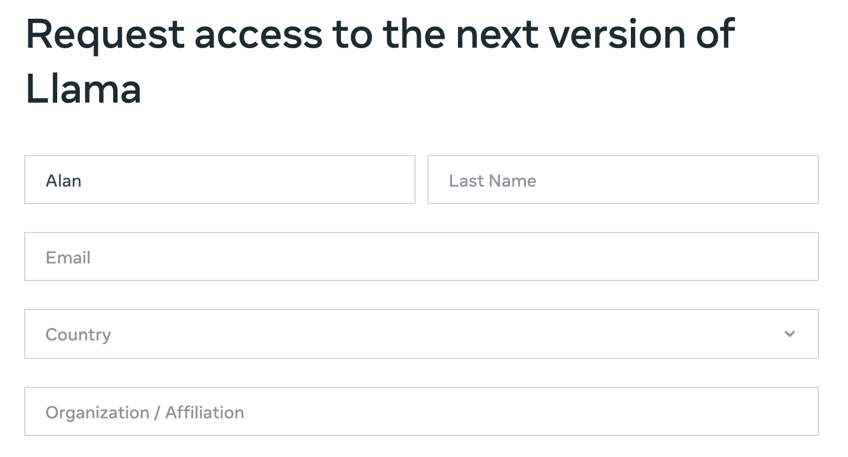 Request access to the next version of
Llama
Alan
Last Name
Email
Country
Organization / Affiliation